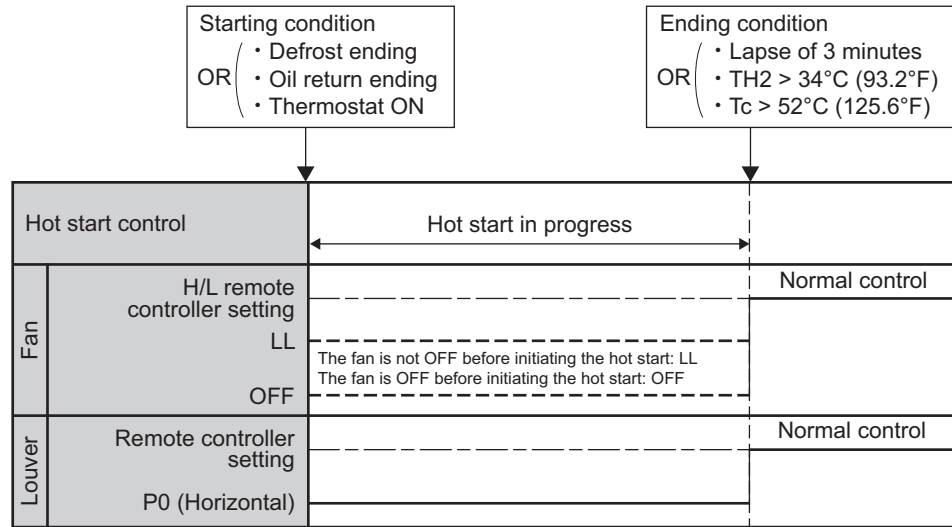 Starting condition
OR
・Defrost ending
・Oil return ending
・Thermostat ON
Ending condition
OR
・Lapse of 3 minutes
・TH2 > 34°C (93.2°F)
・Tc > 52°C (125.6°F)
Hot start control
Hot start in progress
Fan
H/L remote
controller setting
Normal control
LL
The fan is not OFF before initiating the hot start: LL
The fan is OFF before initiating the hot start: OFF
OFF
Louver
Remote controller
setting
Normal control
P0 (Horizontal)